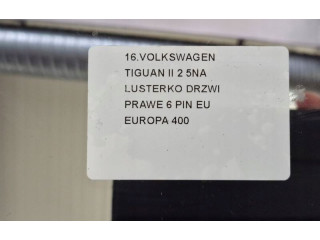 16.VOLKSWAGEN
TIGUAN II 2 5NA
LUSTERKO DRZWI
PRAWE 6 PIN EU
EUROPA 400